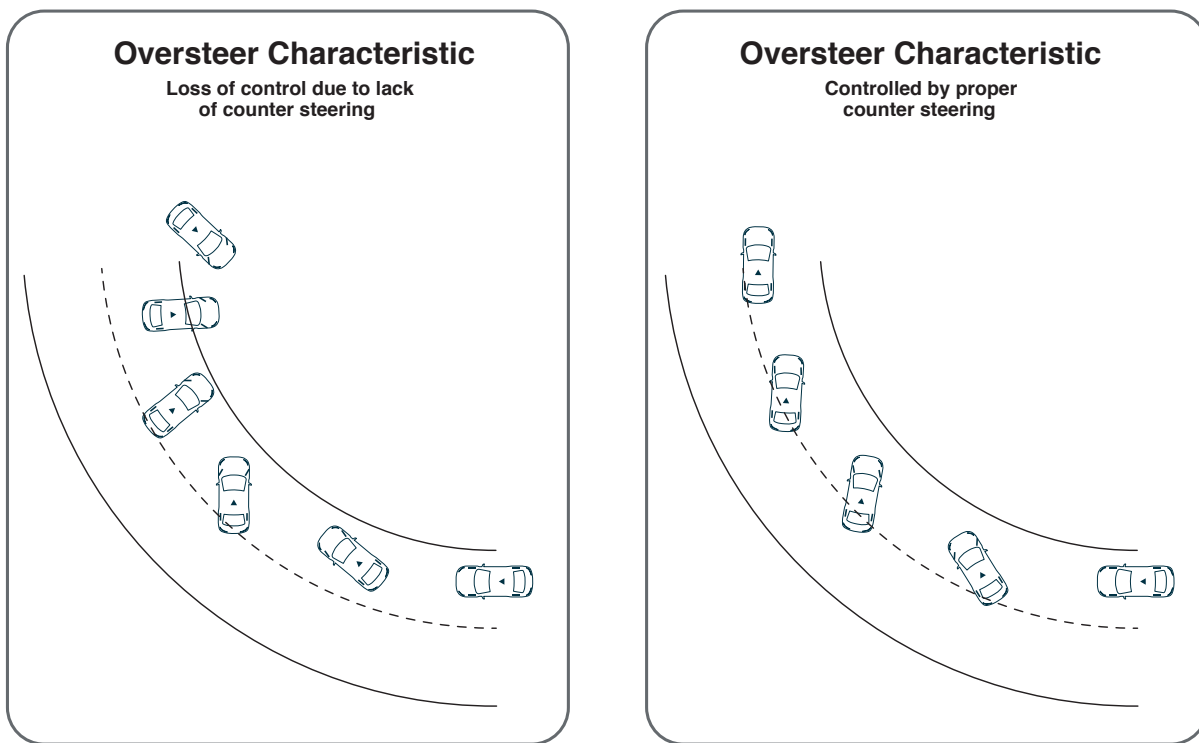 Oversteer Characteristic
Loss of control due to lack
of counter steering
Oversteer Characteristic
Controlled by proper
counter steering